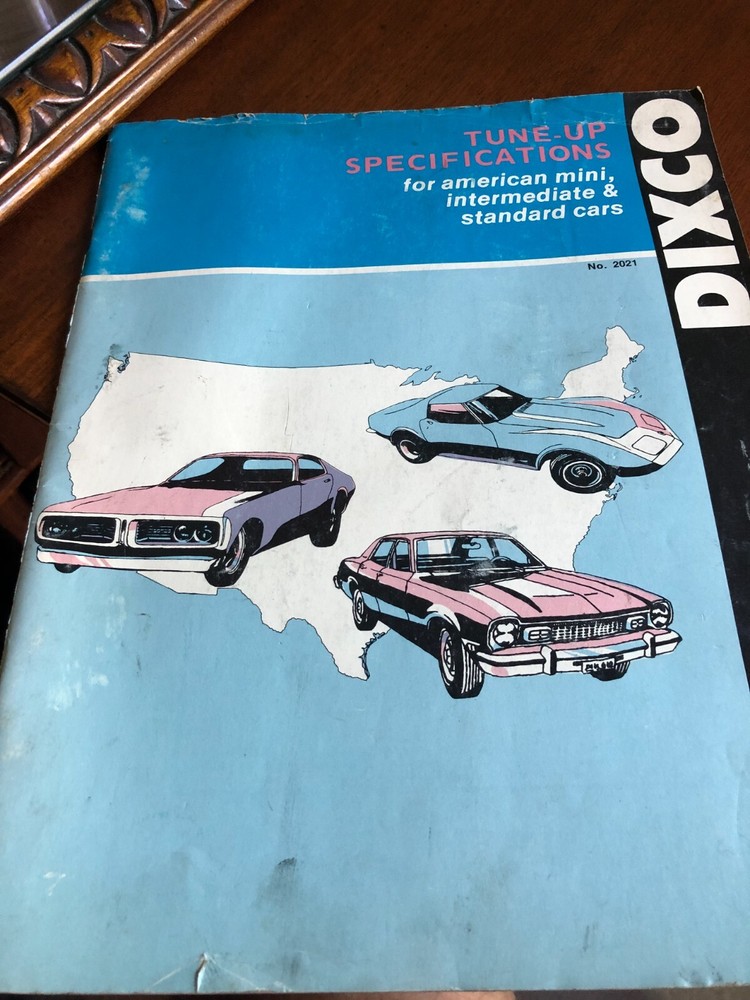 TUNE-UP
SPECIFICATIONS
for american mini,
intermediate &
standard cars
No. 2021
DIXCO